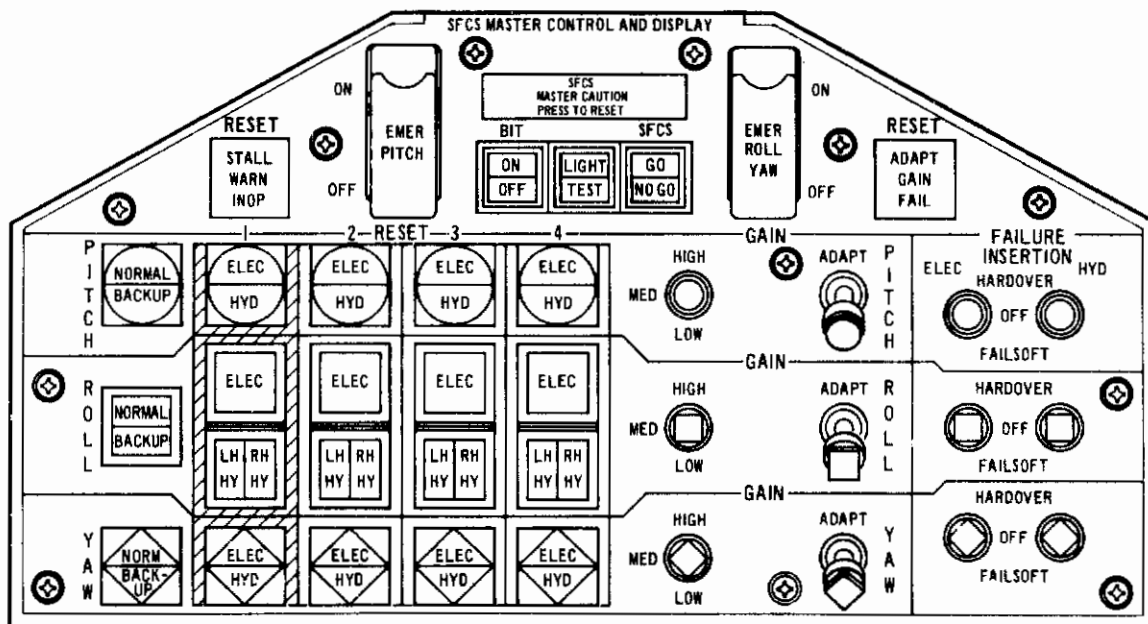 SFCS MASTER CONTROL AND DISPLAY
ON
EMER
PITCH
OFF
SFCS
MASTER CAUTION
PRESS TO RESET
BIT
SFCS
ON
OFF
LIGHT
TEST
GO
NO GO
EMER
ROLL
YAW
ON
OFF
RESET
STALL
WARN
INOP
RESET
ADAPT
GAIN
FAIL
1 2 RESET 3 4
GAIN
PITCH
NORMAL
BACKUP
ELEC
HYD
ELEC
HYD
ELEC
HYD
ELEC
HYD
HIGH
MED
LOW
ADAPT
PITCH
FAILURE
INSERTION
ELEC
HYD
HARDOVER
OFF
FAILSOFT
GAIN
ROLL
NORMAL
BACKUP
ELEC
ELEC
ELEC
ELEC
LH RH
HY HY
LH RH
HY HY
LH RH
HY HY
LH RH
HY HY
HIGH
MED
LOW
ADAPT
ROLL
HARDOVER
OFF
FAILSOFT
GAIN
YAW
NORM
BACK-
UP
ELEC
HYD
ELEC
HYD
ELEC
HYD
ELEC
HYD
HIGH
MED
LOW
ADAPT
YAW
HARDOVER
OFF
FAILSOFT